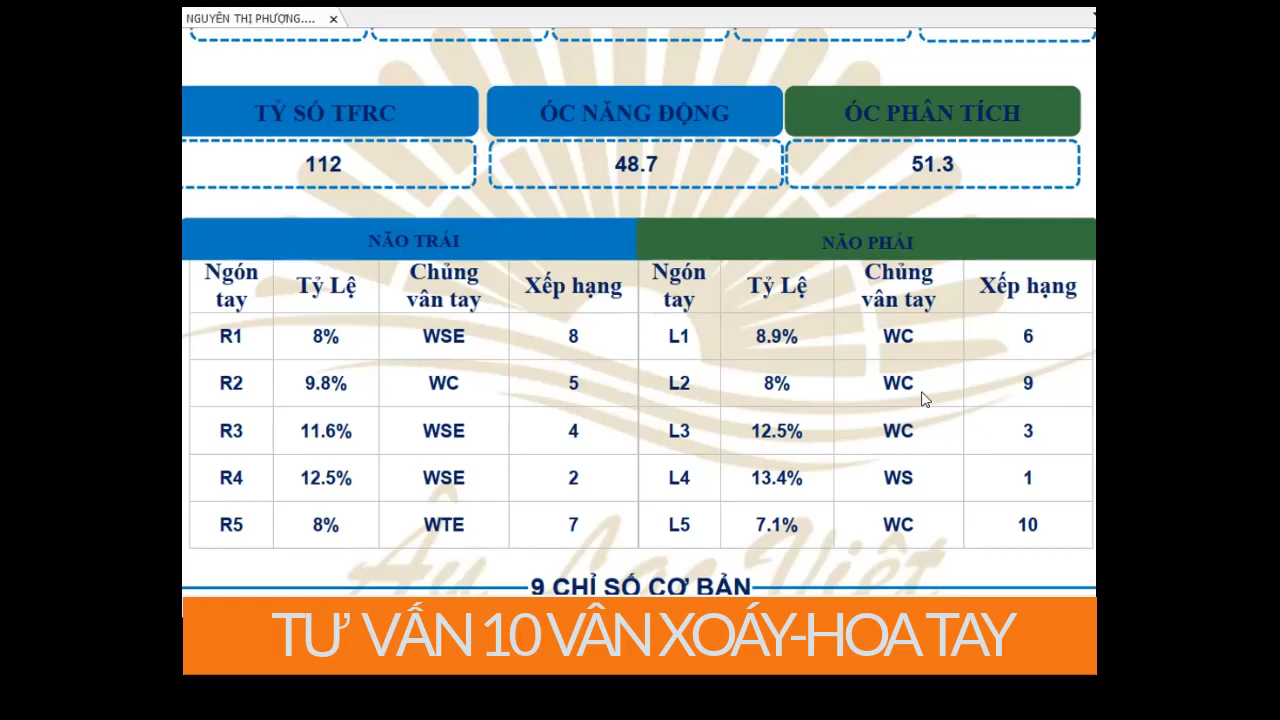 NGUYÊN THỊ PHƯỢNG....
TỶ SỐ TFRC ÓC NĂNG ĐỘNG ÓC PHÂN TÍCH
112 48.7 51.3
NÃO TRÁI NÃO PHẢI
Ngón tay Tỷ Lệ Chủng vân tay Xếp hạng Ngón tay Tỷ Lệ Chủng vân tay Xếp hạng
R1 8% WSE 8 L1 8.9% WC 6
R2 9.8% WC 5 L2 8% WC 9
R3 11.6% WSE 4 L3 12.5% WC 3
R4 12.5% WSE 2 L4 13.4% WS 1
R5 8% WTE 7 L5 7.1% WC 10
Âu Lạc Việt
9 CHỈ SỐ CƠ BẢN
TƯ VẤN 10 VÂN XOÁY-HOA TAY